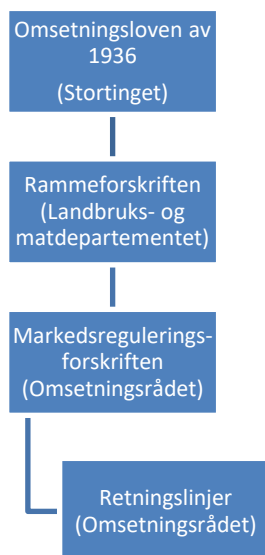 Omsetningsloven av
1936
(Stortinget)
Rammeforskriften
(Landbruks- og
matdepartementet)
Markedsregulerings-
forskriften
(Omsetningsrådet)
Retningslinjer
(Omsetningsrådet)